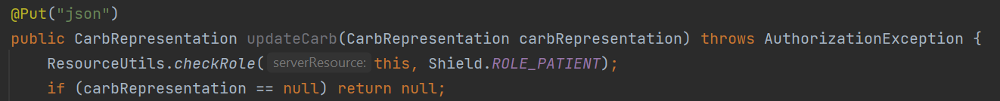 @Put("json")
public CarbRepresentation updateCarb(CarbRepresentation carbRepresentation) throws AuthorizationException {
ResourceUtils.checkRole( serverResource: this, Shield.ROLE_PATIENT);
if (carbRepresentation == null) return null;